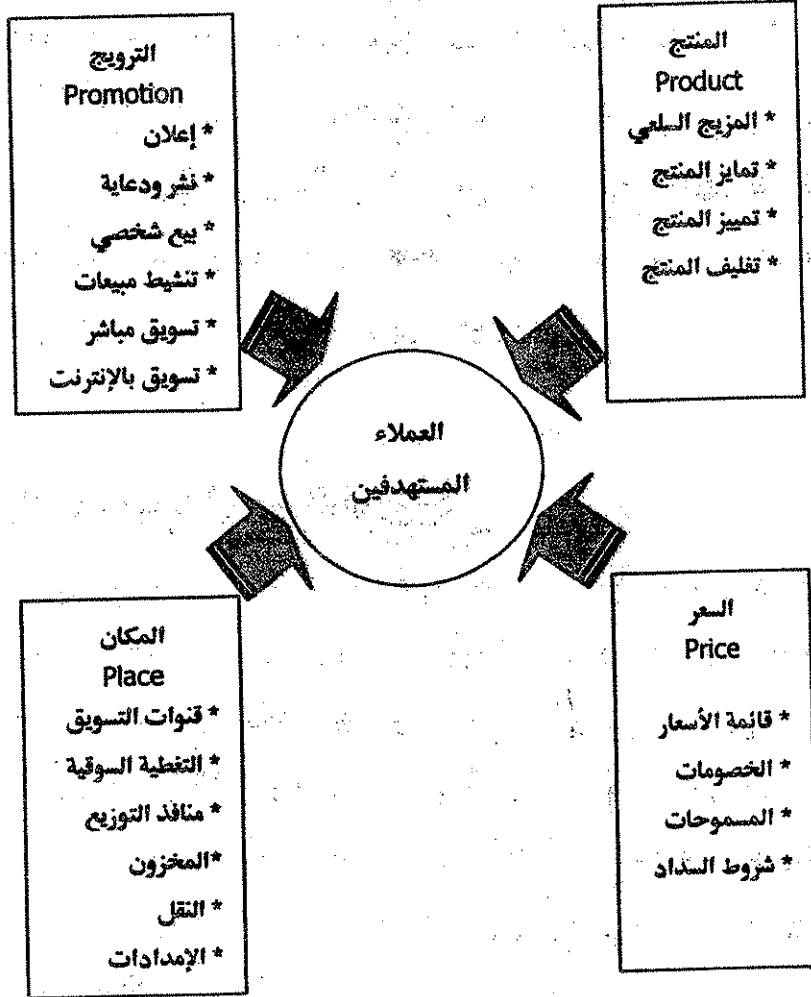 المنتج
Product
* المزيج السلعي
* تمايز المنتج
* تمييز المنتج
* تغليف المنتج
الترويج
Promotion
* إعلان
* نشر ودعاية
* بيع شخصي
* تنشيط مبيعات
* تسويق مباشر
* تسويق بالإنترنت
العملاء
المستهدفين
السعر
Price
* قائمة الأسعار
* الخصومات
* المسموحات
* شروط السداد
المكان
Place
* قنوات التسويق
* التغطية السوقية
* منافذ التوزيع
*المخزون
* النقل
* الإمدادات